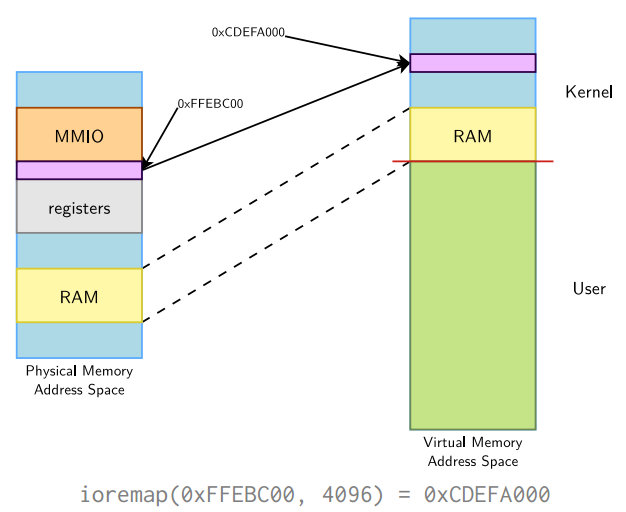 0xCDEFA000
0xFFEBC00
Kernel
MMIO
RAM
registers
User
RAM
Physical Memory
Address Space
Virtual Memory
Address Space
ioremap(0xFFEBC00, 4096) = 0xCDEFA000